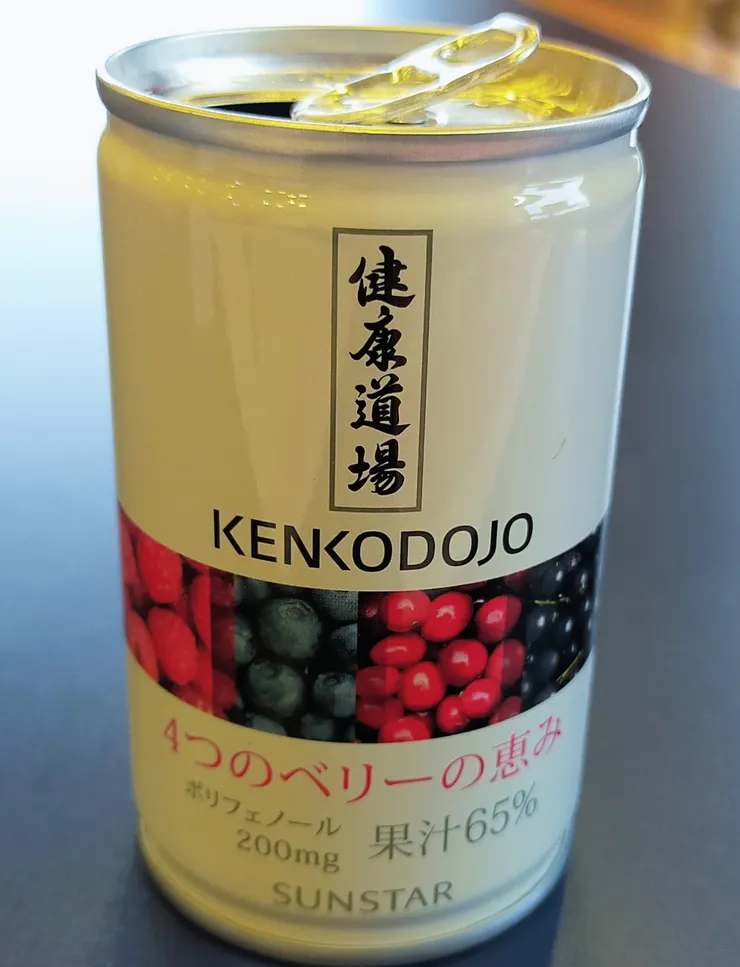 健康道場
KENKODOJO
4つのベリーの恵み
ポリフェノール
200mg
果汁65%
SUNSTAR